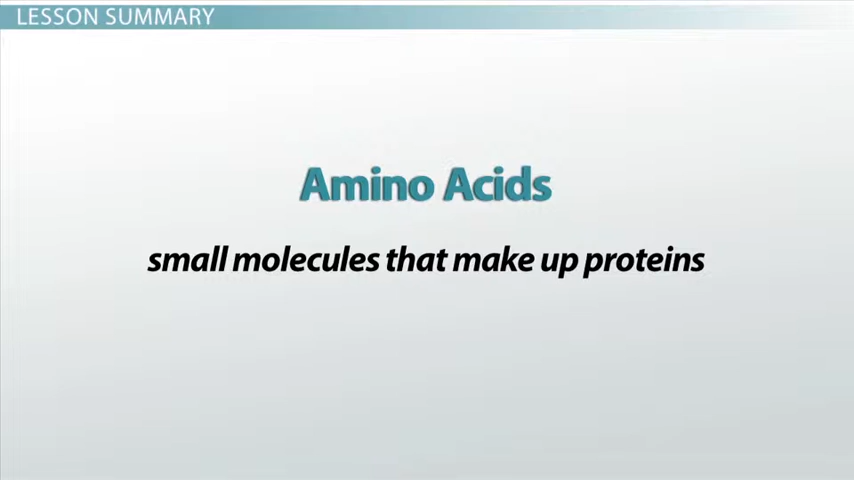 LESSON SUMMARY
Amino Acids
small molecules that make up proteins